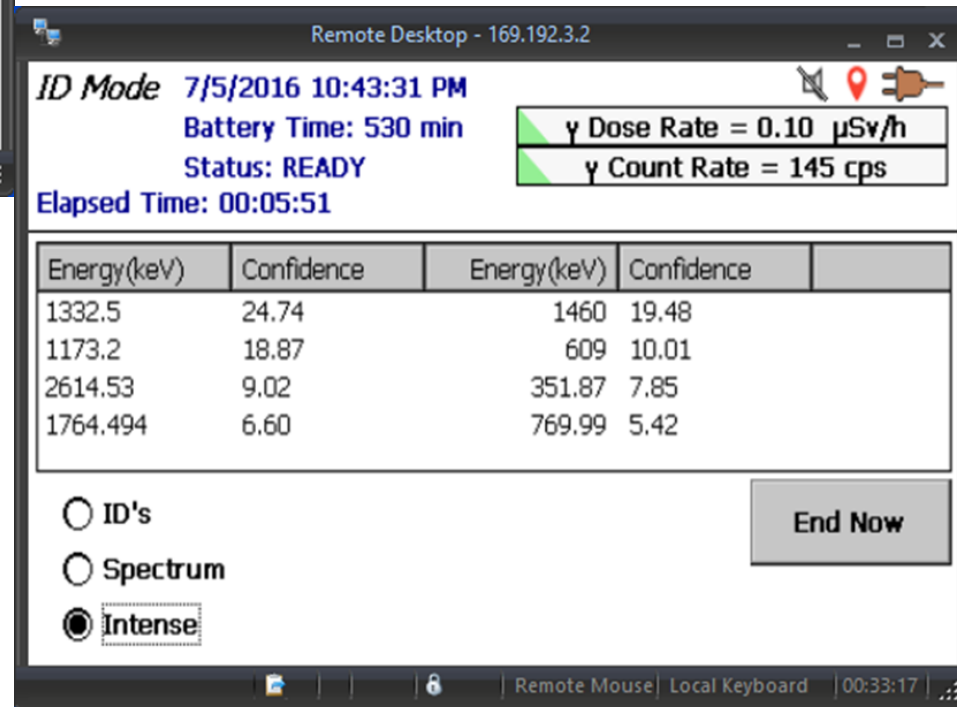 Remote Desktop - 169.192.3.2
ID Mode 7/5/2016 10:43:31 PM
Battery Time: 530 min
γ Dose Rate = 0.10 µSv/h
Status: READY
γ Count Rate = 145 cps
Elapsed Time: 00:05:51
Energy(keV) Confidence Energy(keV) Confidence
1332.5 24.74 1460 19.48
1173.2 18.87 609 10.01
2614.53 9.02 351.87 7.85
1764.494 6.60 769.99 5.42
ID's
End Now
Spectrum
Intense
Remote Mouse Local Keyboard 00:33:17